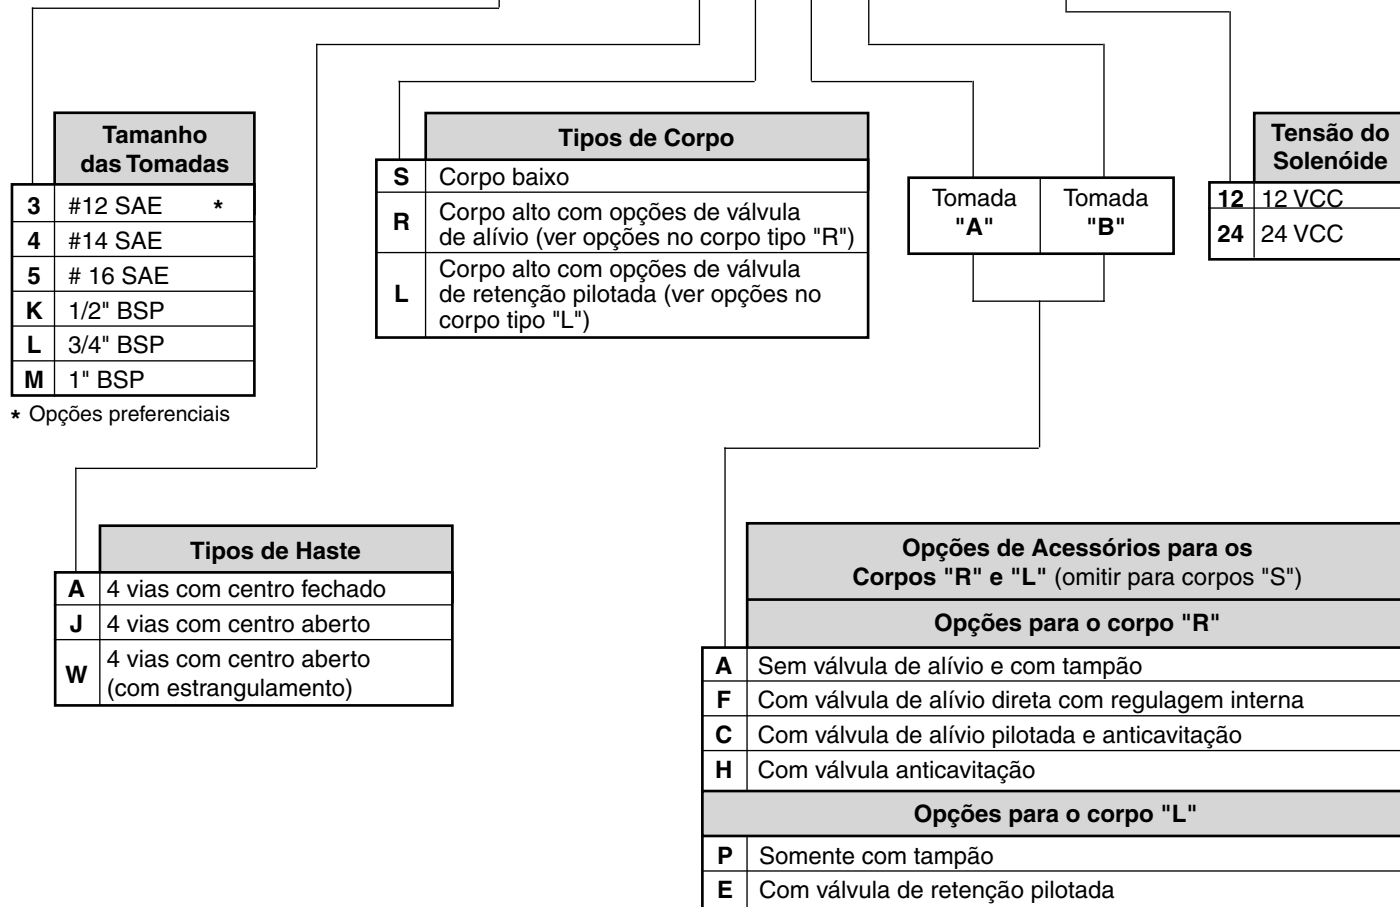 Tamanho
das Tomadas
3 #12 SAE *
4 #14 SAE
5 # 16 SAE
K 1/2" BSP
L 3/4" BSP
M 1" BSP
* Opções preferenciais
Tipos de Corpo
S Corpo baixo
R Corpo alto com opções de válvula
de alívio (ver opções no corpo tipo "R")
L Corpo alto com opções de válvula
de retenção pilotada (ver opções no
corpo tipo "L")
Tomada
"A"
Tomada
"B"
Tensão do
Solenóide
12 12 VCC
24 24 VCC
Tipos de Haste
A 4 vias com centro fechado
J 4 vias com centro aberto
W 4 vias com centro aberto
(com estrangulamento)
Opções de Acessórios para os
Corpos "R" e "L" (omitir para corpos "S")
Opções para o corpo "R"
A Sem válvula de alívio e com tampão
F Com válvula de alívio direta com regulagem interna
C Com válvula de alívio pilotada e anticavitação
H Com válvula anticavitação
Opções para o corpo "L"
P Somente com tampão
E Com válvula de retenção pilotada